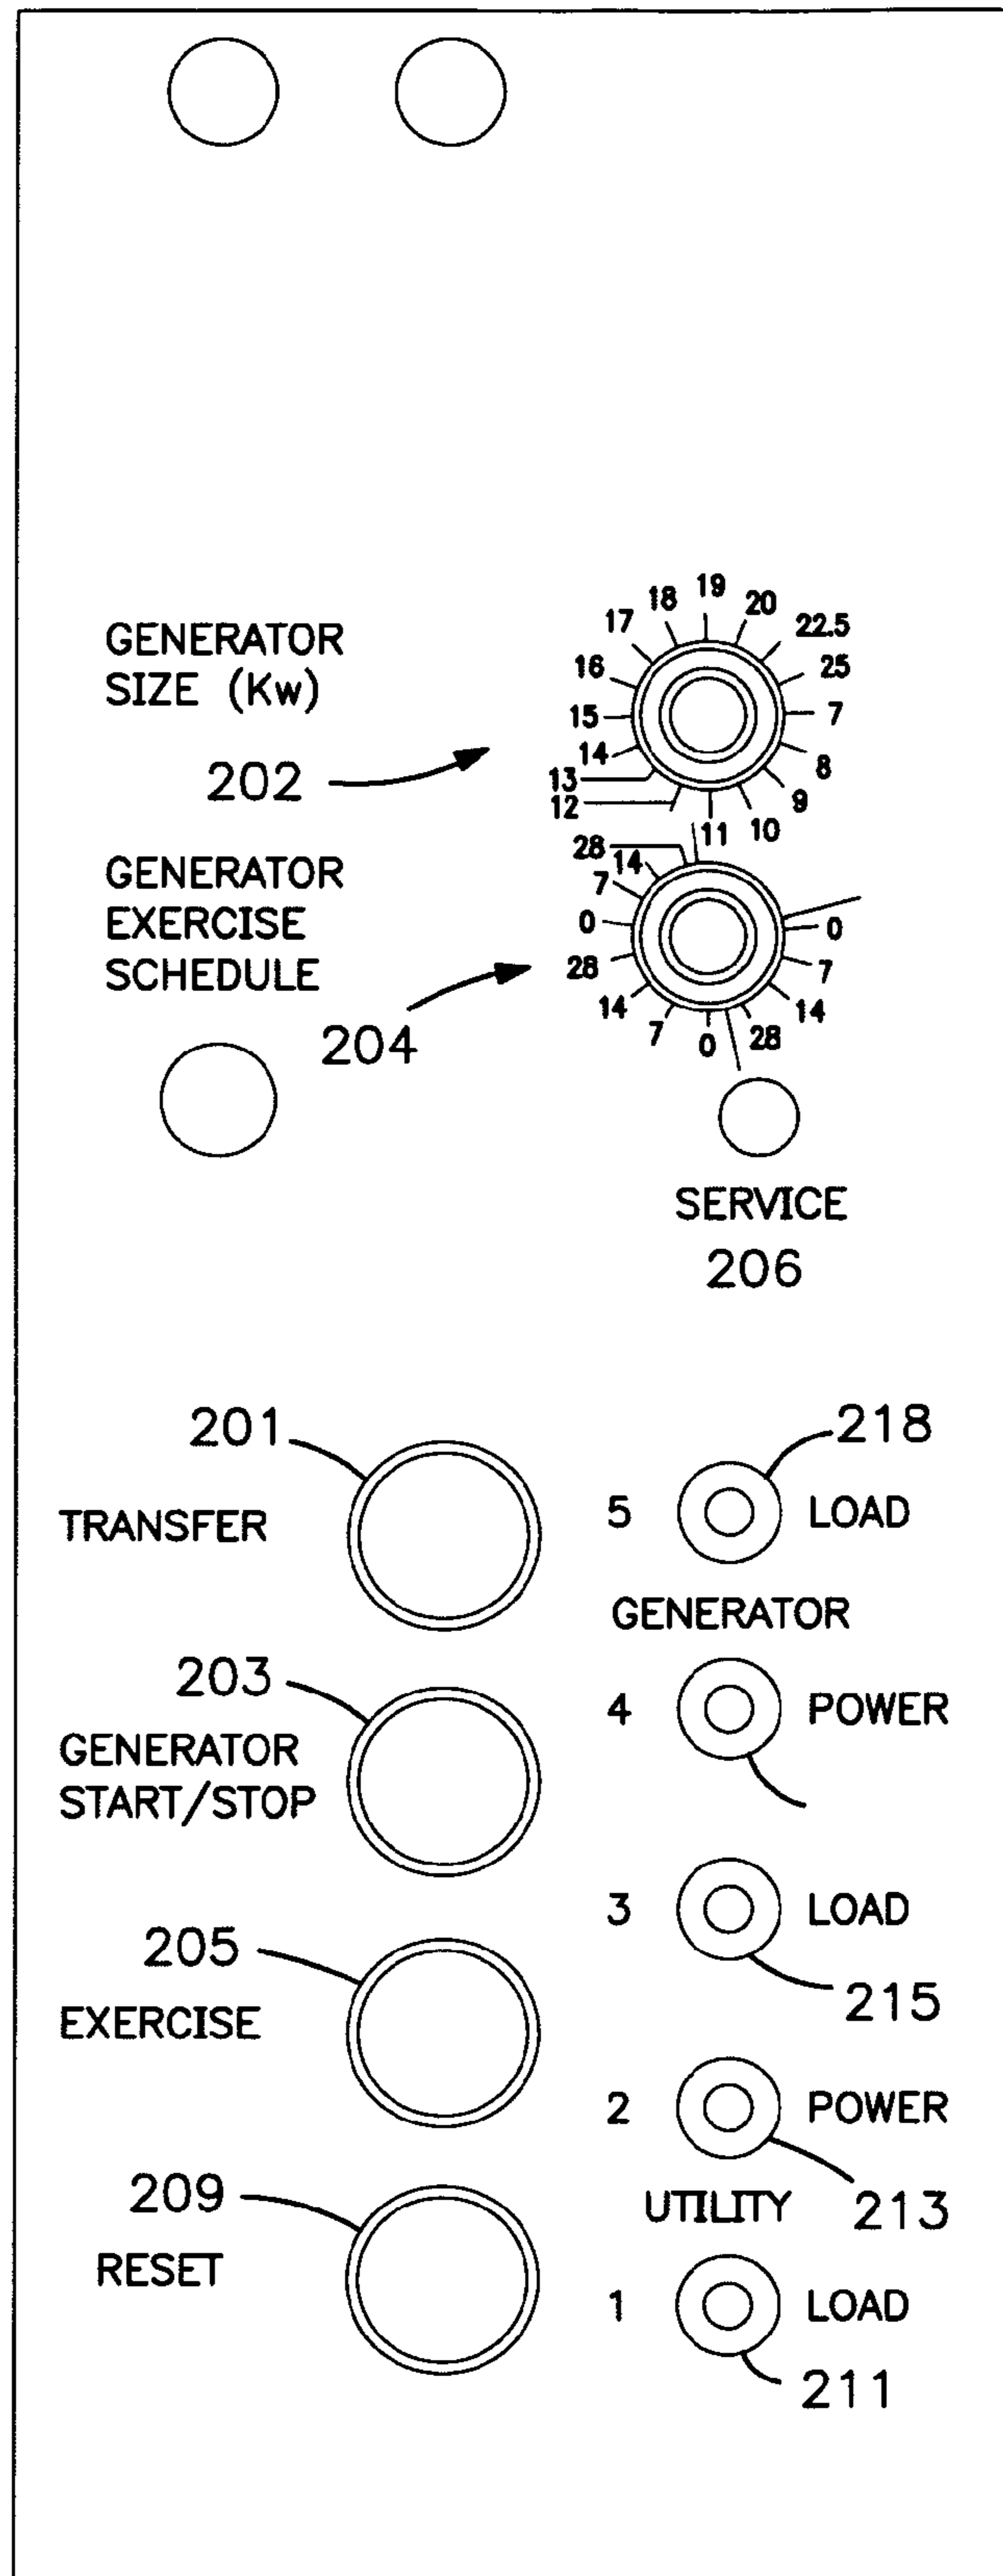 GENERATOR
SIZE (Kw)
202
19
18
20
17
22.5
16
25
15
7
14
8
13
9
12
11
10
GENERATOR
EXERCISE
SCHEDULE
204
28
14
7
0
0
28
7
14
14
7
0
28
SERVICE
206
201
TRANSFER
218
5 LOAD
GENERATOR
203
GENERATOR
START/STOP
4 POWER
205
EXERCISE
3 LOAD
215
2 POWER
209
RESET
UTILITY 213
1 LOAD
211